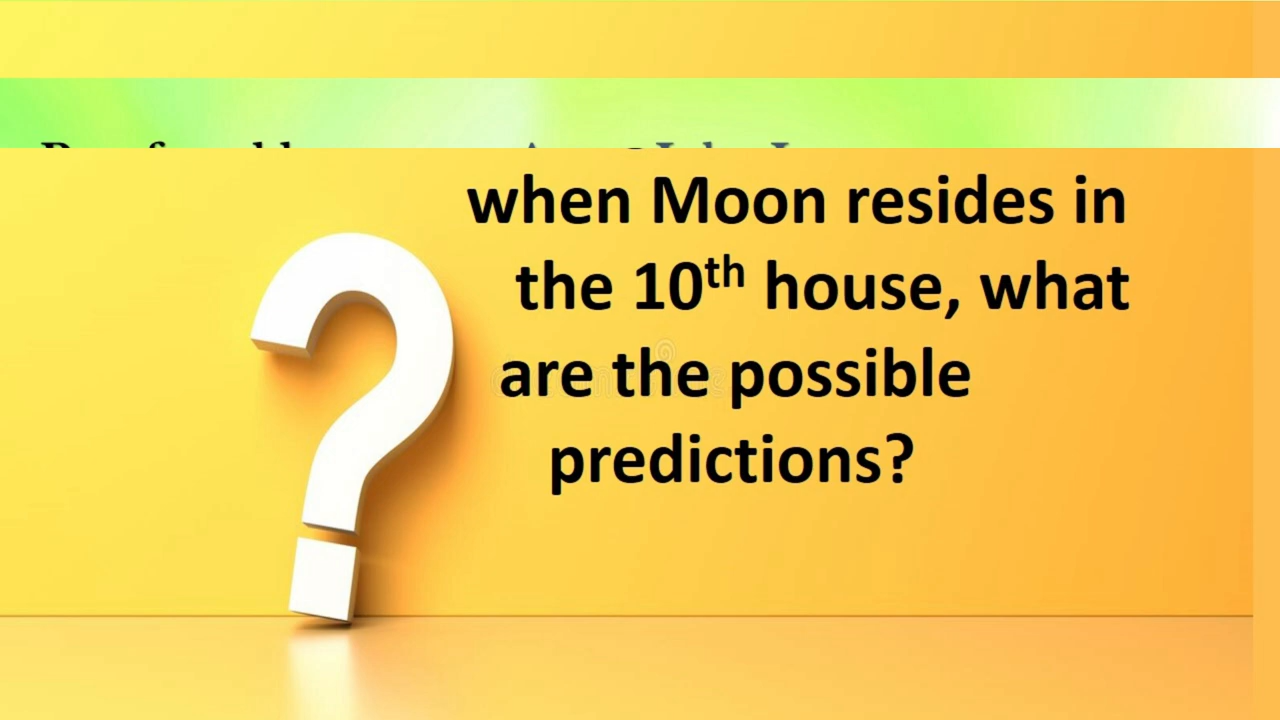 when Moon resides in
the 10th house, what
are the possible
predictions?